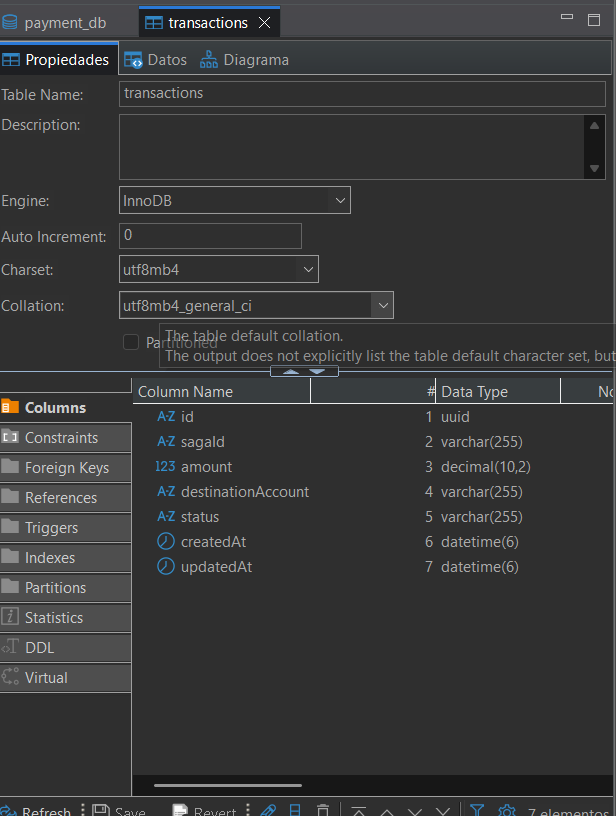 payment_db transactions
Propiedades Datos Diagrama
Table Name: transactions
Description:
Engine: InnoDB
Auto Increment: 0
Charset: utf8mb4
Collation: utf8mb4_general_ci
Partitioned
The table default collation.
The output does not explicitly list the table default character set, but
Column Name # Data Type No
Columns
Constraints
Foreign Keys
References
Triggers
Indexes
Partitions
Statistics
DDL
Virtual
A-Z id 1 uuid
A-Z sagaId 2 varchar(255)
123 amount 3 decimal(10,2)
A-Z destinationAccount 4 varchar(255)
A-Z status 5 varchar(255)
createdAt 6 datetime(6)
updatedAt 7 datetime(6)
Refresh Save Revert 7 elementos